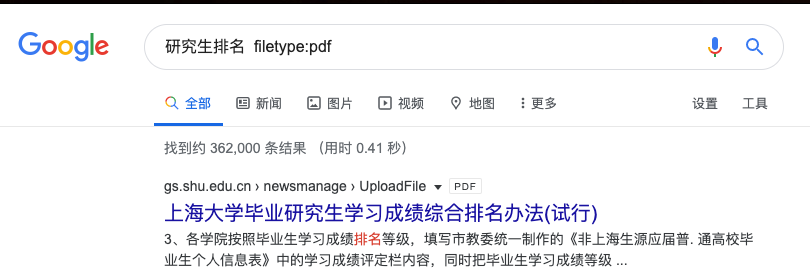 Google
研究生排名 filetype:pdf
全部 新闻 图片 视频 地图 更多 设置 工具
找到约 362,000 条结果 （用时 0.41 秒）
gs.shu.edu.cn › newsmanage › UploadFile PDF
上海大学毕业研究生学习成绩综合排名办法(试行)
3、各学院按照毕业生学习成绩排名等级，填写市教委统一制作的《非上海生源应届普. 通高校毕
业生个人信息表》中的学习成绩评定栏内容，同时把毕业生学习成绩等级 ...